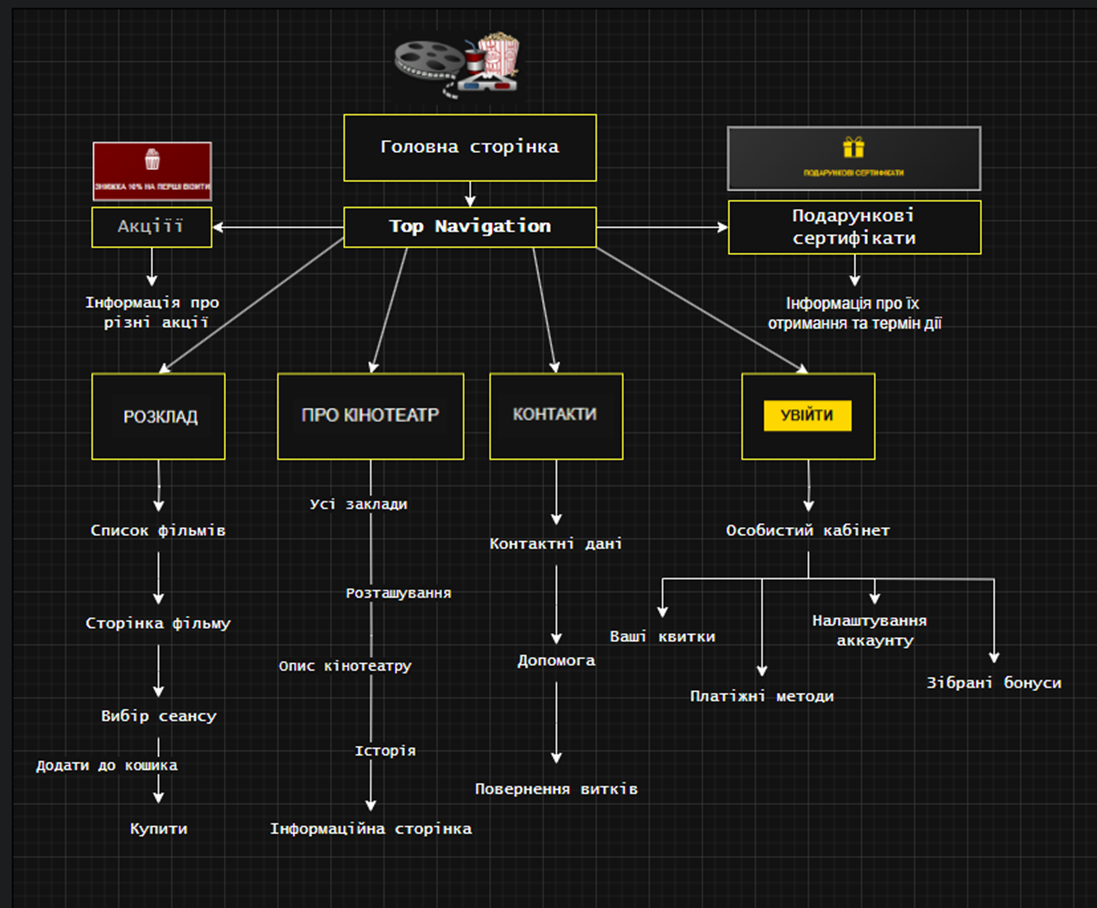 Головна сторінка
ЗНИЖКА 10% НА ПЕРШІ ВІЗИТИ
ПОДАРУНКОВІ СЕРТИФІКАТИ
Акціїї
Top Navigation
Подарункові
сертифікати
Інформація про
різні акції
Інформація про їх
отримання та термін дії
РОЗКЛАД
ПРО КІНОТЕАТР
КОНТАКТИ
УВІЙТИ
Список фільмів
Сторінка фільму
Вибір сеансу
Додати до кошика
Купити
Усі заклади
Розташування
Опис кінотеатру
Історія
Інформаційна сторінка
Контактні дані
Допомога
Повернення витків
Особистий кабінет
Ваші квитки
Платіжні методи
Налаштування
аккаунту
Зібрані бонуси